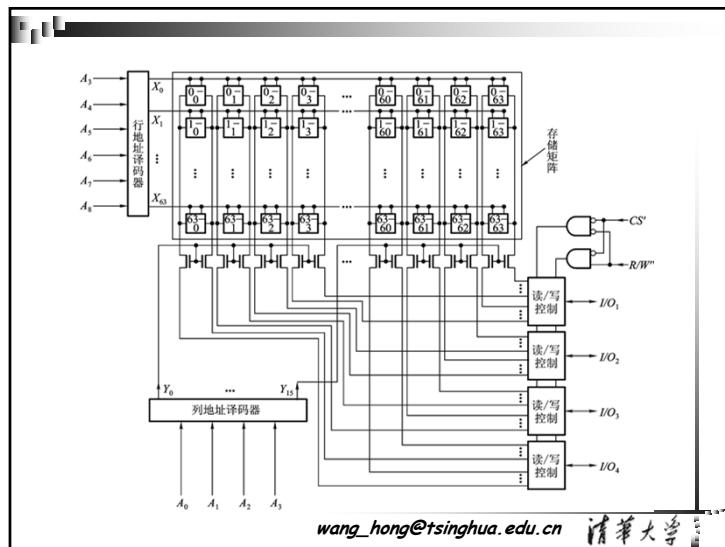 A3
A4
A5
A6
A7
A8
行地址译码器
X0
X1
⋮
X63
0-0 0-1 0-2 0-3 … 0-60 0-61 0-62 0-63
1-0 1-1 1-2 1-3 1-60 1-61 1-62 1-63
63-0 63-1 63-2 63-3 … 63-60 63-61 63-62 63-63
存储矩阵
CS'
R/W''
读/写控制
I/O1
读/写控制
I/O2
读/写控制
I/O3
读/写控制
I/O4
Y0 … Y15
列地址译码器
A0 A1 A2 A3
wang_hong@tsinghua.edu.cn
清華大学